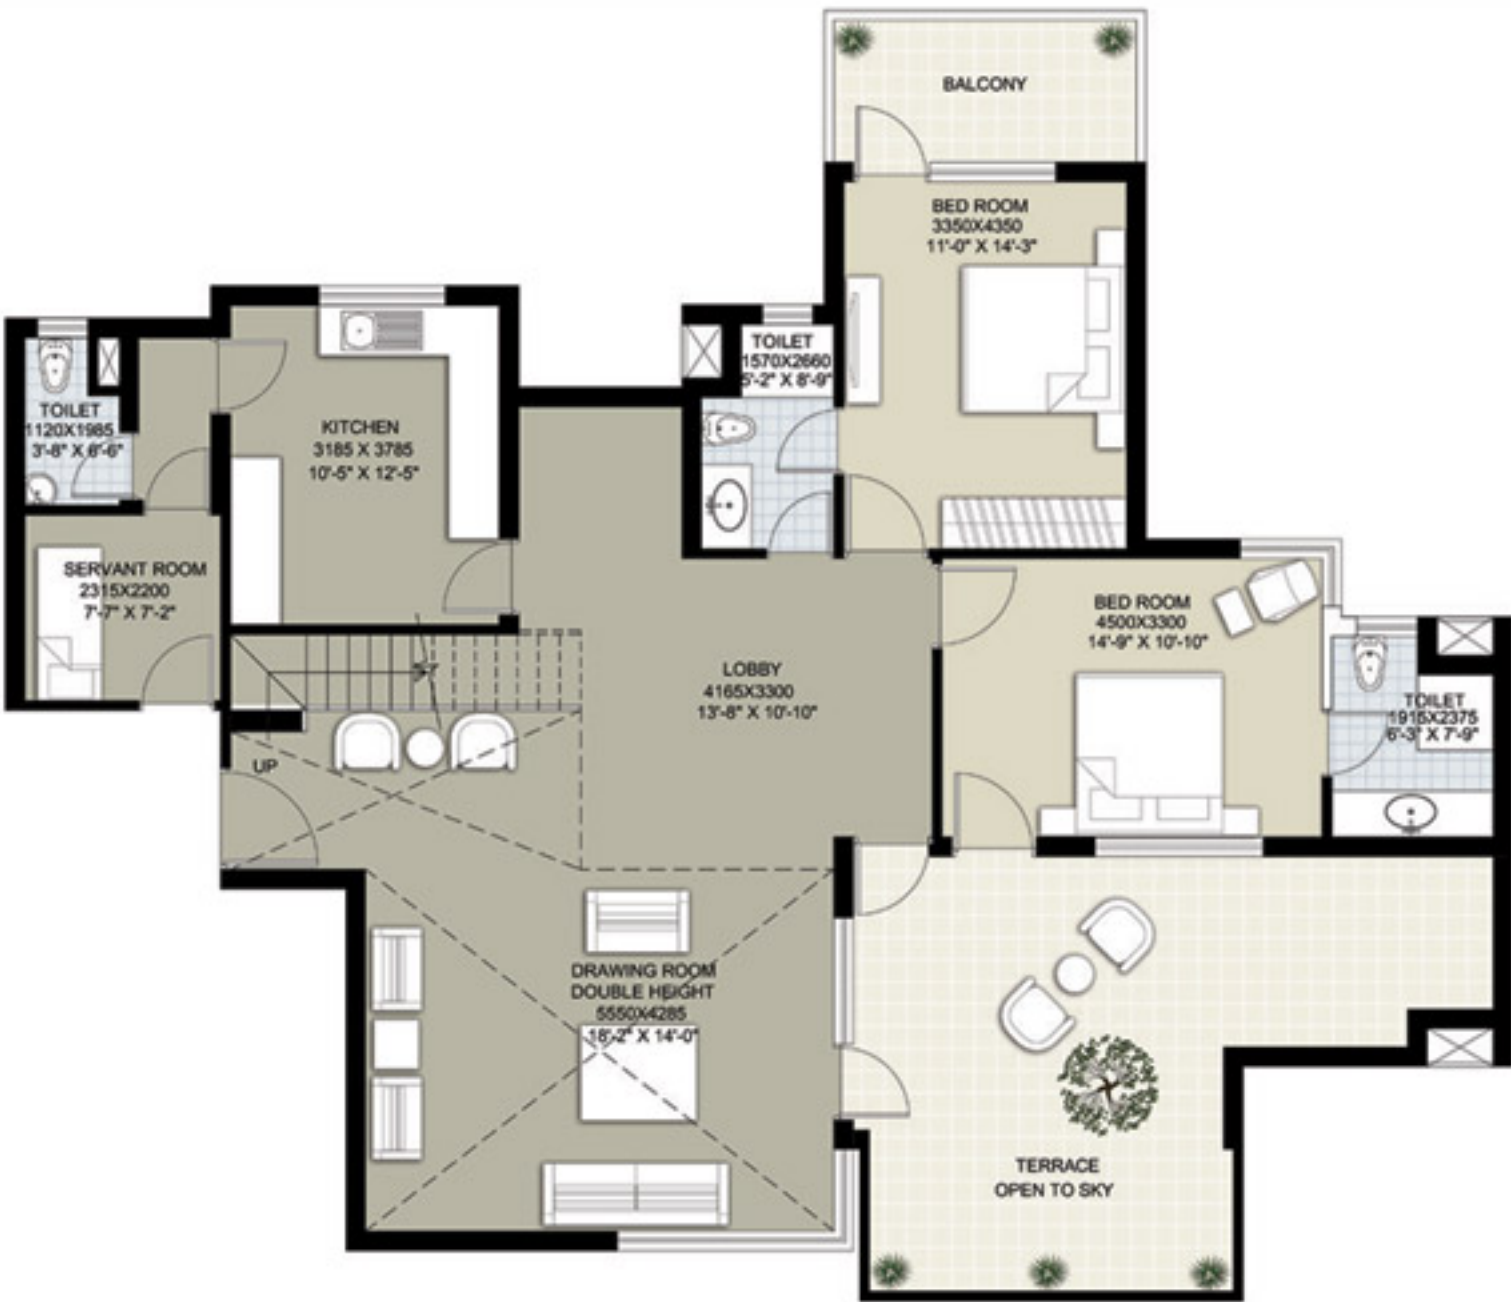 BALCONY
BED ROOM
3350X4350
11'-0" X 14'-3"
TOILET
1570X2660
5'-2" X 8'-9"
TOILET
1120X1985
3'-8" X 6'-6"
KITCHEN
3185 X 3785
10'-5" X 12'-5"
SERVANT ROOM
2315X2200
7'-7" X 7'-2"
BED ROOM
4500X3300
14'-9" X 10'-10"
LOBBY
4165X3300
13'-8" X 10'-10"
TOILET
1915X2375
6'-3" X 7'-9"
UP
DRAWING ROOM
DOUBLE HEIGHT
5550X4285
18'-2" X 14'-0"
TERRACE
OPEN TO SKY